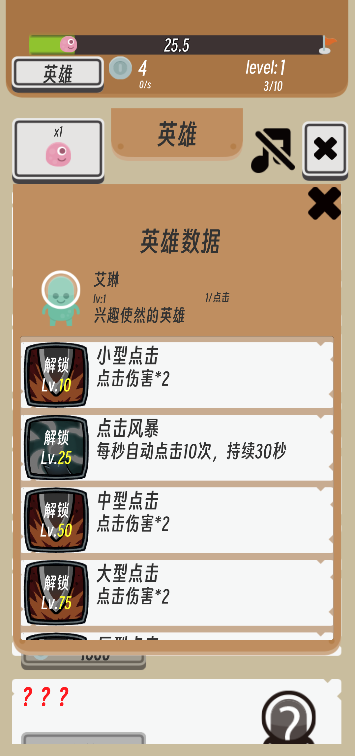 25.5
英雄
4
0/s
level:1
3/10
x1
英雄
英雄数据
艾琳
lv:1
1/点击
兴趣使然的英雄
解锁
Lv.10
小型点击
点击伤害*2
解锁
Lv.25
点击风暴
每秒自动点击10次，持续30秒
解锁
Lv.50
中型点击
点击伤害*2
解锁
Lv.75
大型点击
点击伤害*2
? ? ?
?